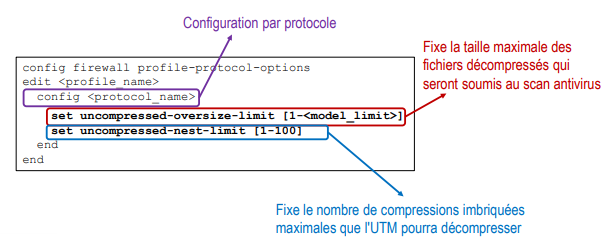 Configuration par protocole
Fixe la taille maximale des
fichiers décompressés qui
seront soumis au scan antivirus
config firewall profile-protocol-options
edit <profile_name>
config <protocol_name>
set uncompressed-oversize-limit [1-<model_limit>]
set uncompressed-nest-limit [1-100]
end
end
Fixe le nombre de compressions imbriquées
maximales que l'UTM pourra décompresser